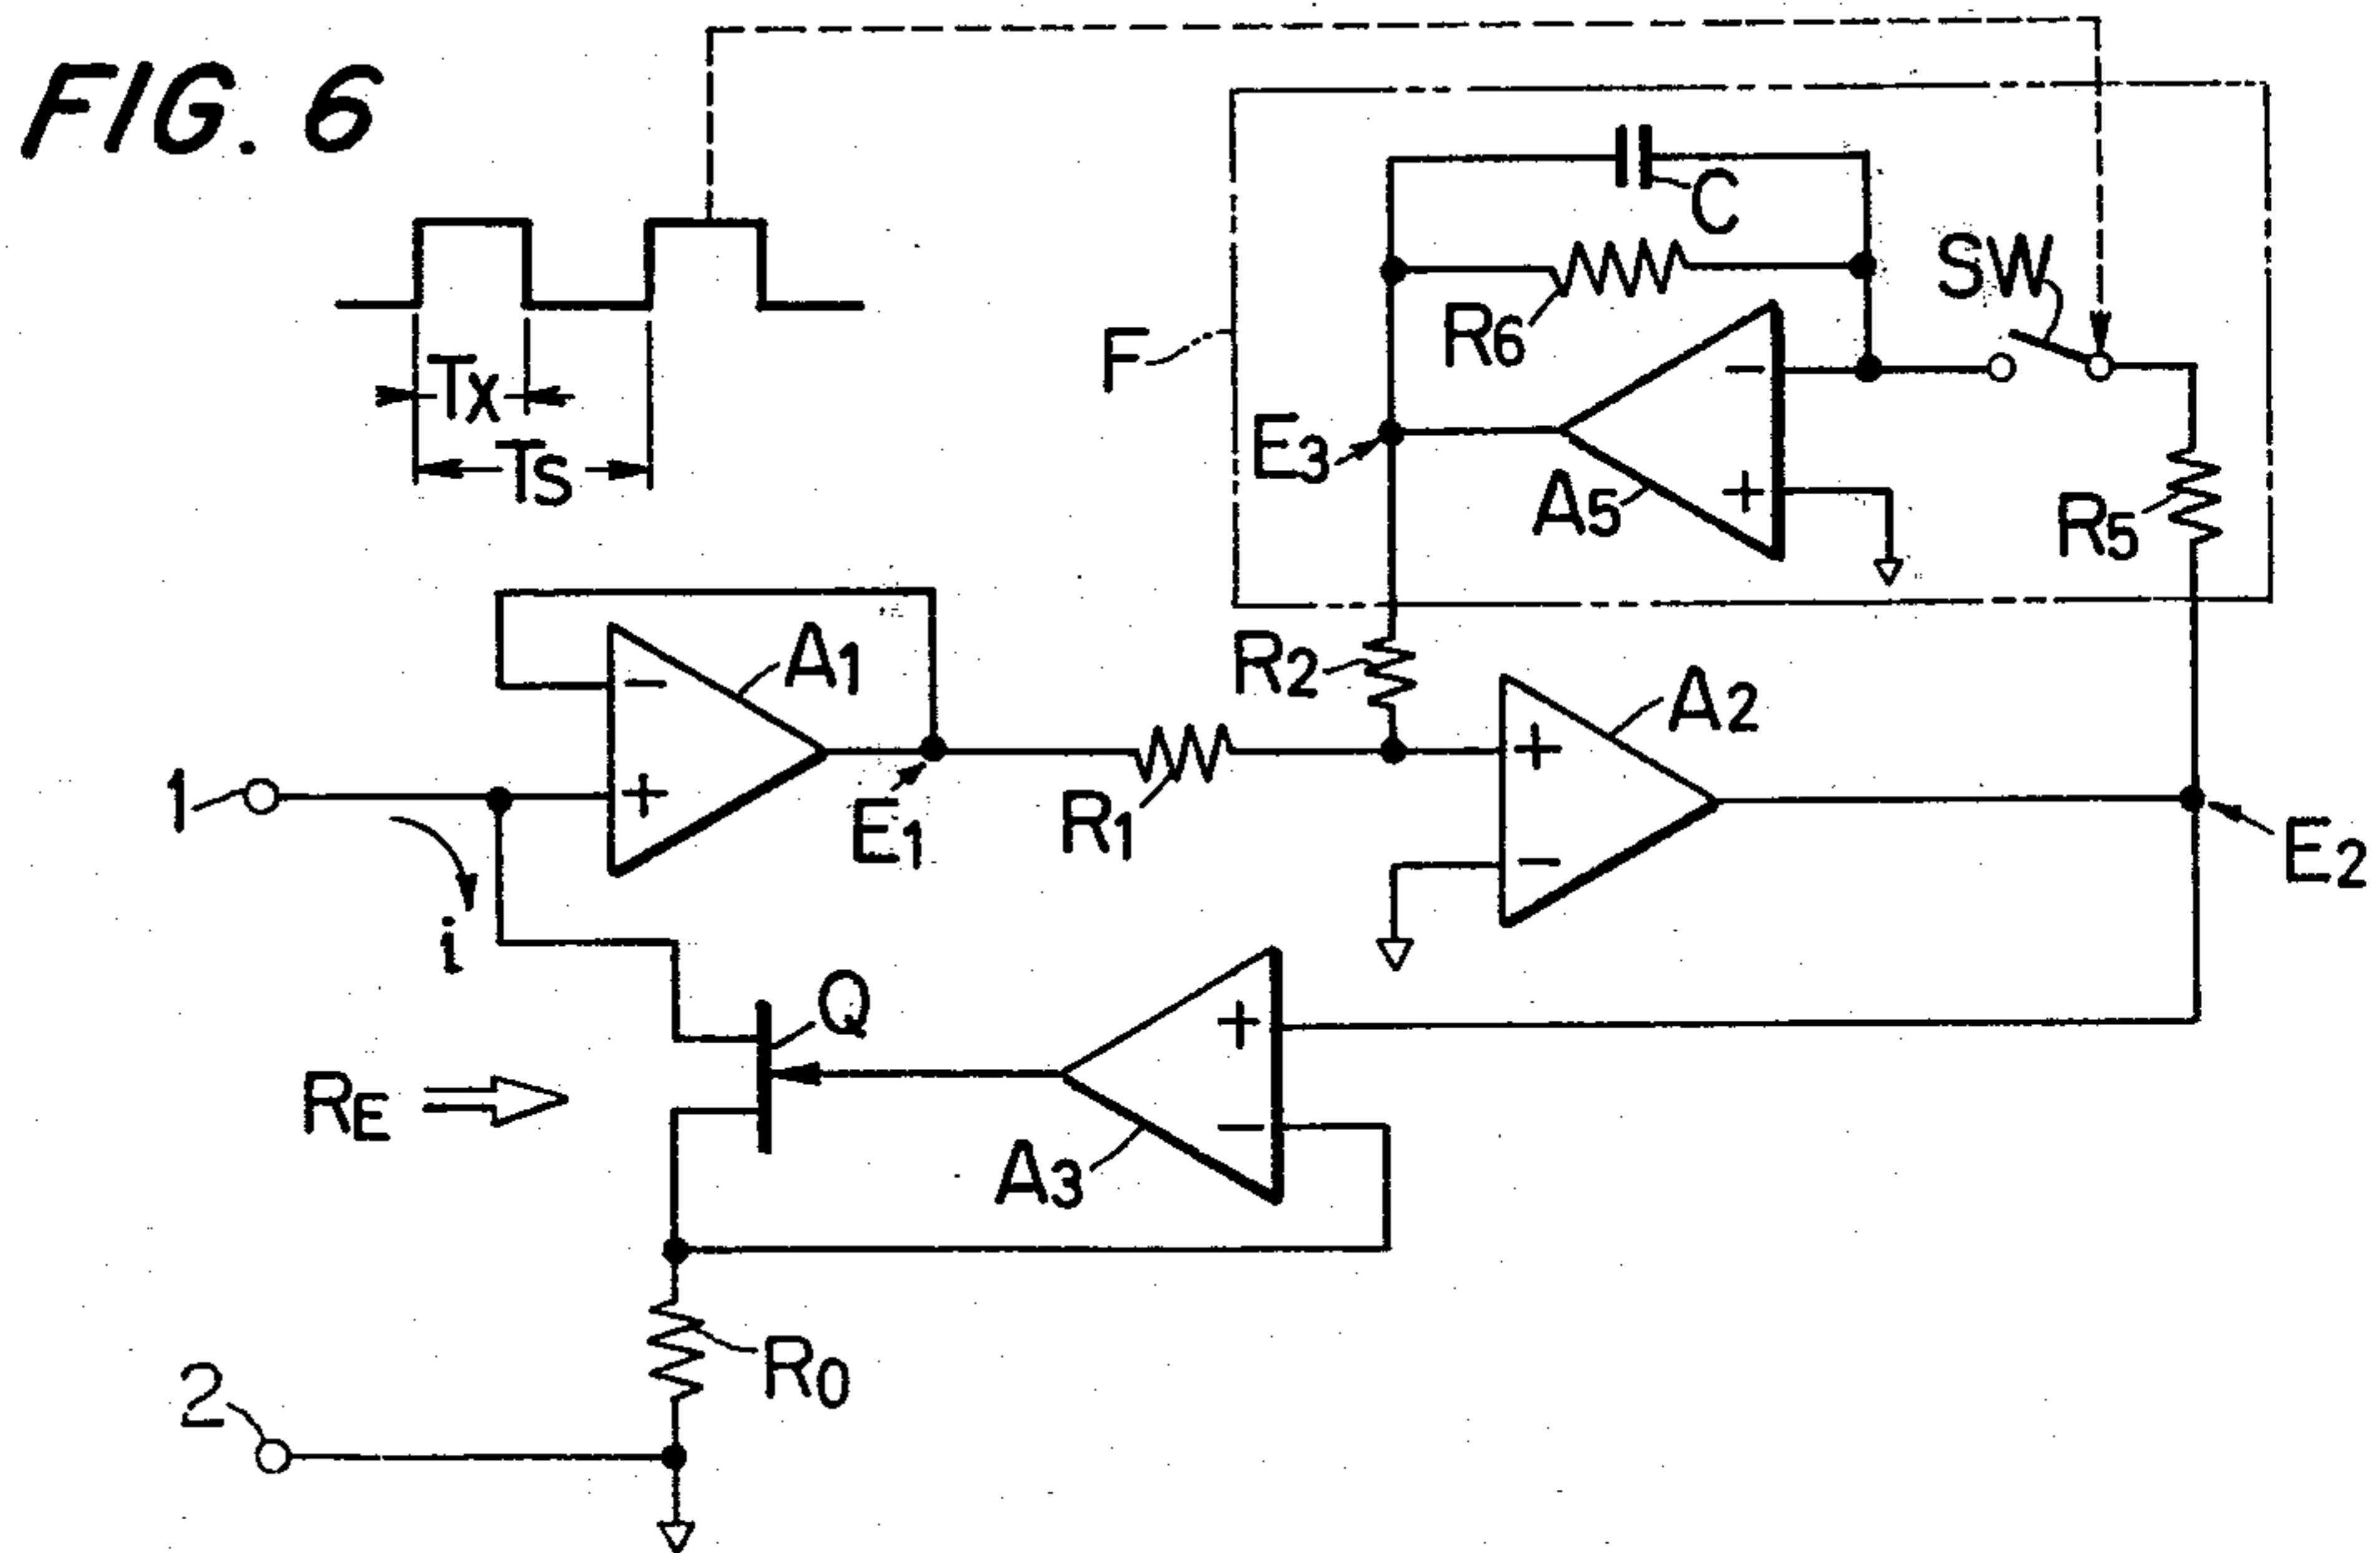 FIG. 6
TX
TS
F
C
R6
SW
E3
A5
-
+
R5
A1
-
+
1
E1
R1
R2
A2
+
-
E2
i
Q
RE
A3
+
-
R0
2